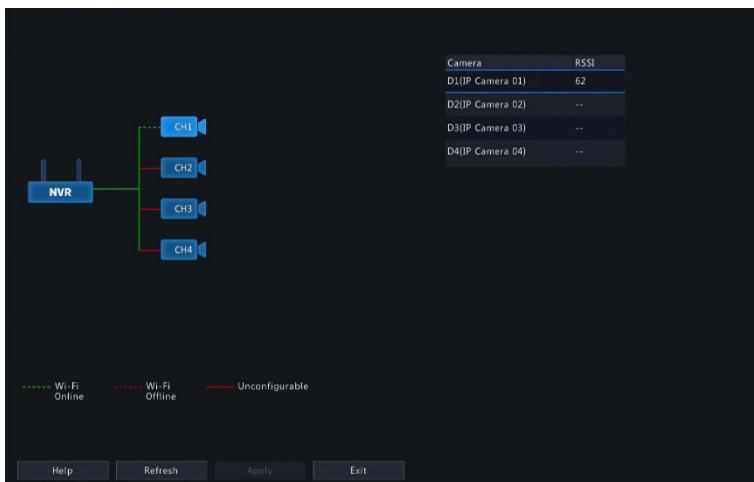 Camera RSSI
D1(IP Camera 01) 62
D2(IP Camera 02) --
D3(IP Camera 03) --
D4(IP Camera 04) --
CH1
CH2
NVR
CH3
CH4
Wi-Fi Online
Wi-Fi Offline
Unconfigurable
Help Refresh Apply Exit